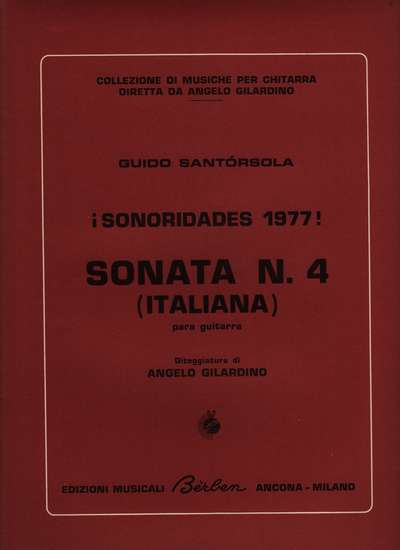 COLLEZIONE DI MUSICHE PER CHITARRA
DIRETTA DA ANGELO GILARDINO
GUIDO SANTÓRSOLA
¡SONORIDADES 1977!
SONATA N. 4
(ITALIANA)
para guitarra
Diteggiatura di
ANGELO GILARDINO
EDIZIONI MUSICALI Bèrben ANCONA - MILANO